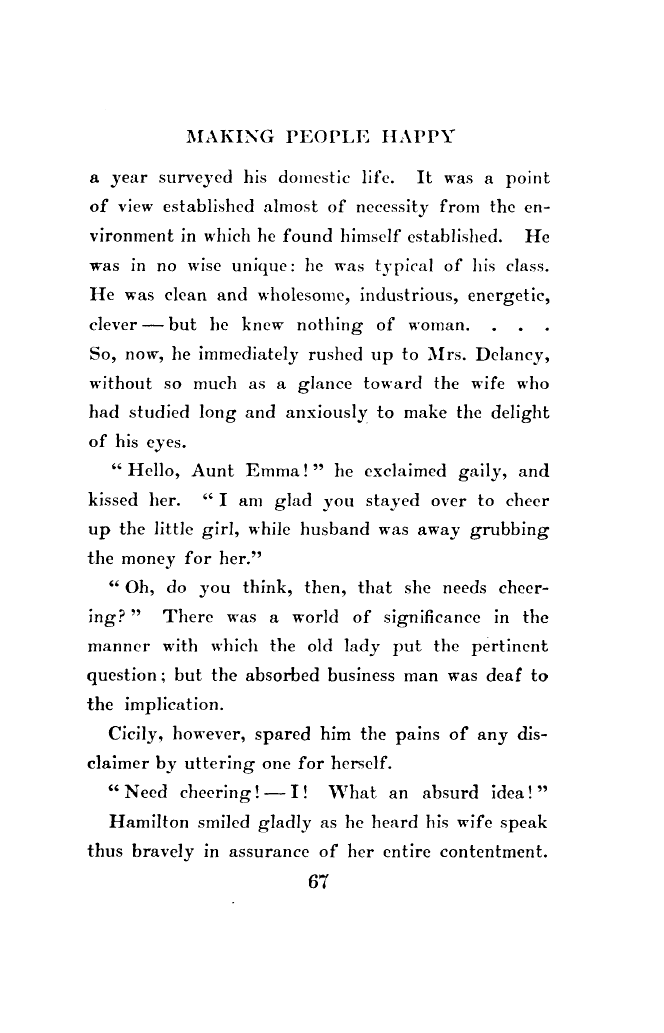 MAKING PEOPLE HAPPY
a year surveyed his domestic life. It was a point
of view established almost of necessity from the en-
vironment in which he found himself established. He
was in no wise unique: he was typical of his class.
He was clean and wholesome, industrious, energetic,
clever — but he knew nothing of woman. . . .
So, now, he immediately rushed up to Mrs. Delancy,
without so much as a glance toward the wife who
had studied long and anxiously to make the delight
of his eyes.
“ Hello, Aunt Emma! ” he exclaimed gaily, and
kissed her. “ I am glad you stayed over to cheer
up the little girl, while husband was away grubbing
the money for her.”
“ Oh, do you think, then, that she needs cheer-
ing? ” There was a world of significance in the
manner with which the old lady put the pertinent
question; but the absorbed business man was deaf to
the implication.
Cicily, however, spared him the pains of any dis-
claimer by uttering one for herself.
“ Need cheering! — I! What an absurd idea! ”
Hamilton smiled gladly as he heard his wife speak
thus bravely in assurance of her entire contentment.
67